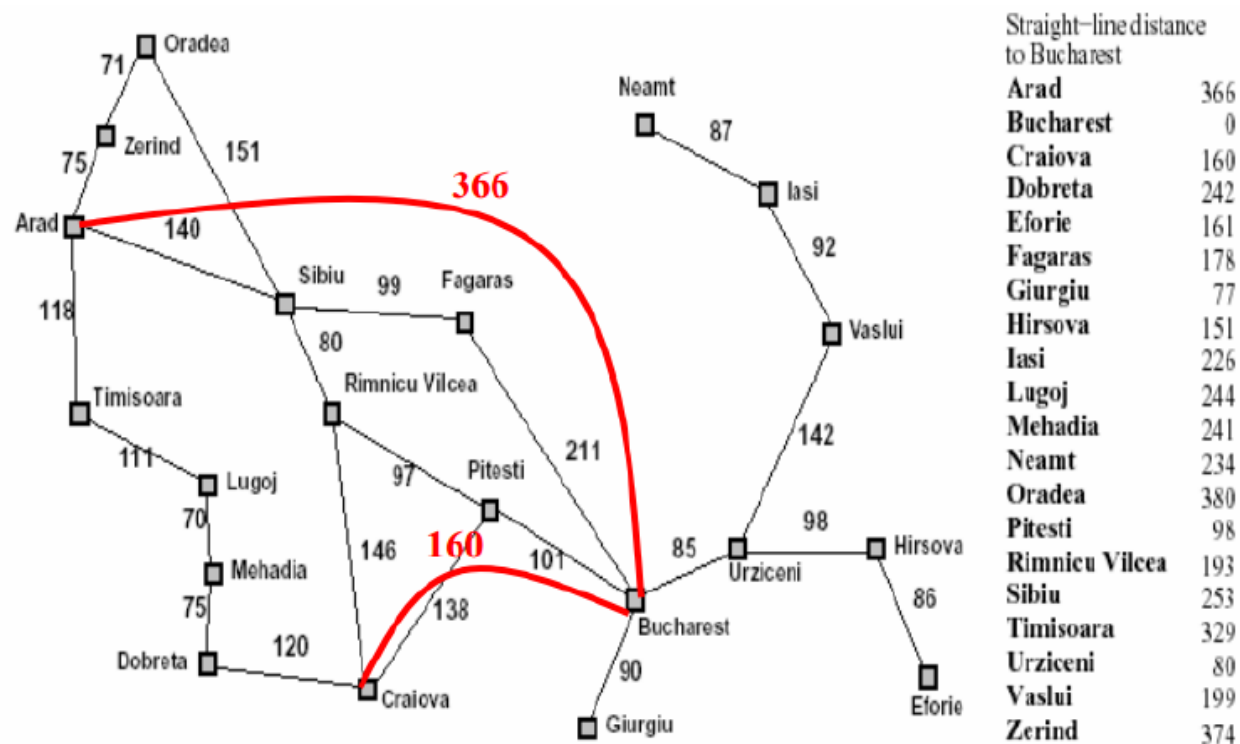 Oradea
71
Neamt
87
Zerind
151
75
Iasi
366
Arad
140
92
Sibiu
99
Fagaras
118
Vaslui
80
Timisoara
Rimnicu Vilcea
142
111
211
Lugoj
97
Pitesti
70
98
Hirsova
146
160
101
85
Urziceni
Mehadia
75
138
86
Bucharest
120
Dobreta
90
Craiova
Eforie
Giurgiu
Straight-line distance
to Bucharest
Arad 366
Bucharest 0
Craiova 160
Dobreta 242
Eforie 161
Fagaras 178
Giurgiu 77
Hirsova 151
Iasi 226
Lugoj 244
Mehadia 241
Neamt 234
Oradea 380
Pitesti 98
Rimnicu Vilcea 193
Sibiu 253
Timisoara 329
Urziceni 80
Vaslui 199
Zerind 374